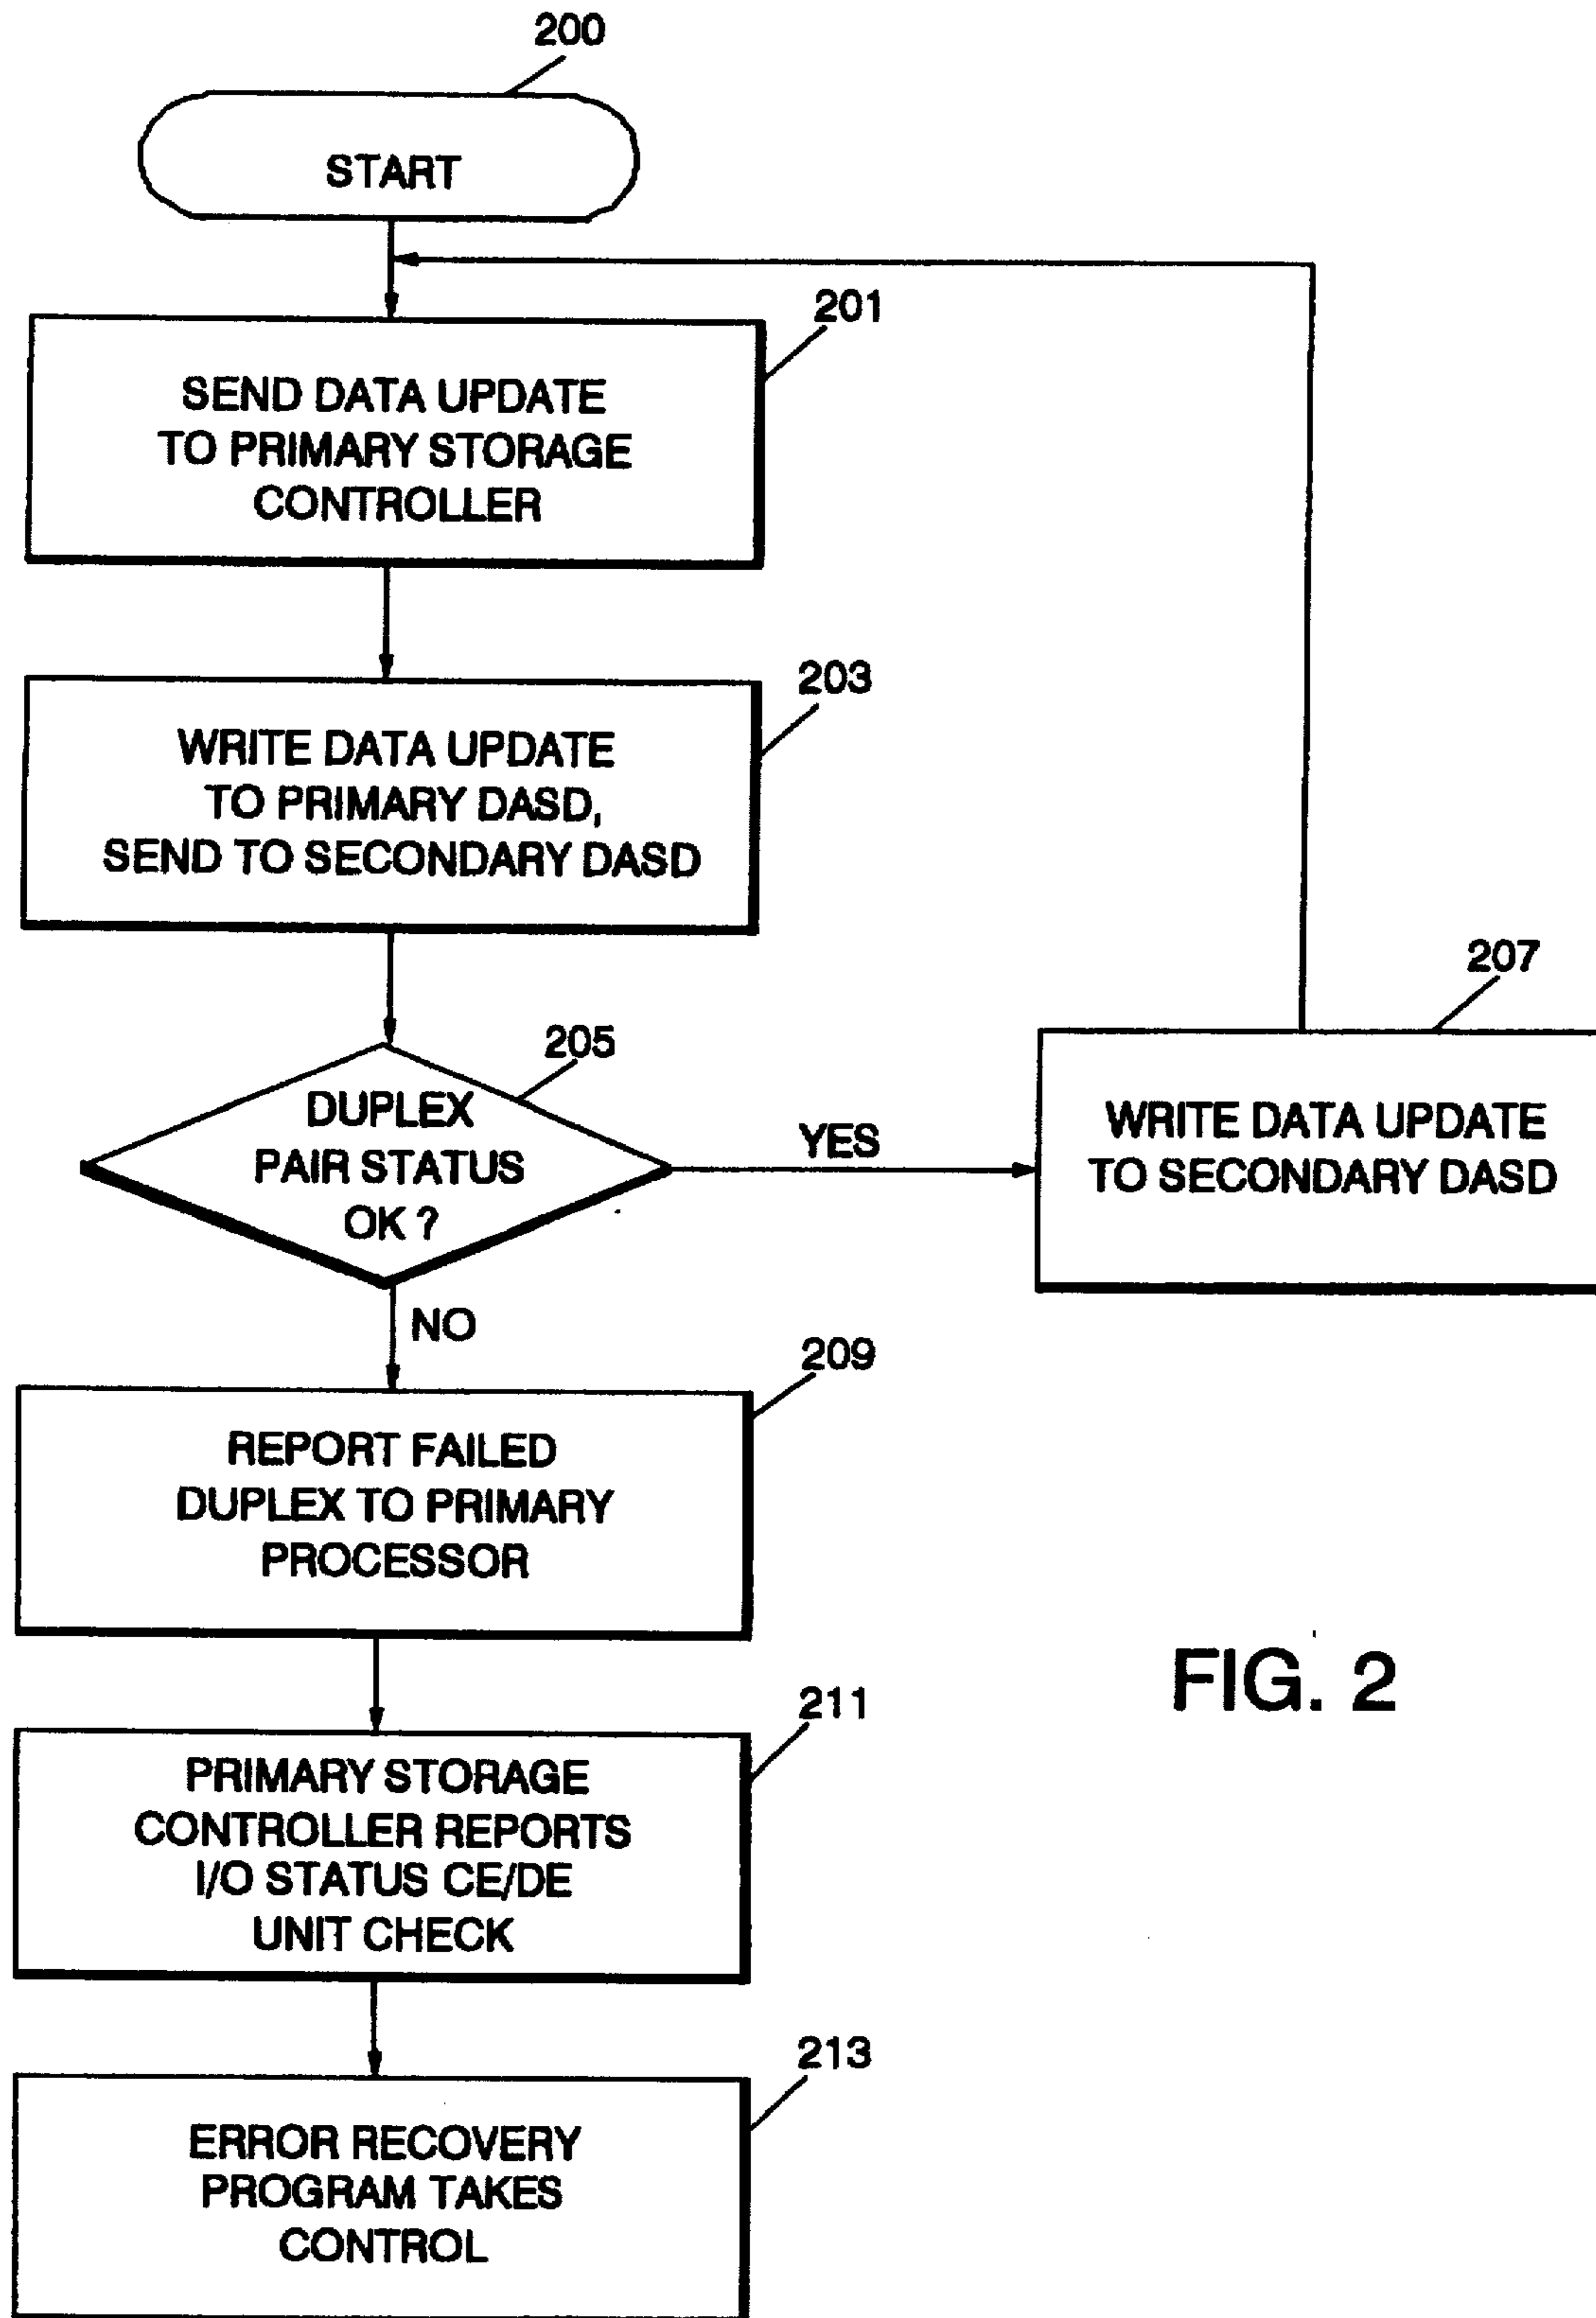 200
START
201
SEND DATA UPDATE
TO PRIMARY STORAGE
CONTROLLER
203
WRITE DATA UPDATE
TO PRIMARY DASD,
SEND TO SECONDARY DASD
205
DUPLEX
PAIR STATUS
OK ?
YES
207
WRITE DATA UPDATE
TO SECONDARY DASD
NO
209
REPORT FAILED
DUPLEX TO PRIMARY
PROCESSOR
211
PRIMARY STORAGE
CONTROLLER REPORTS
I/O STATUS CE/DE
UNIT CHECK
213
ERROR RECOVERY
PROGRAM TAKES
CONTROL
FIG. 2